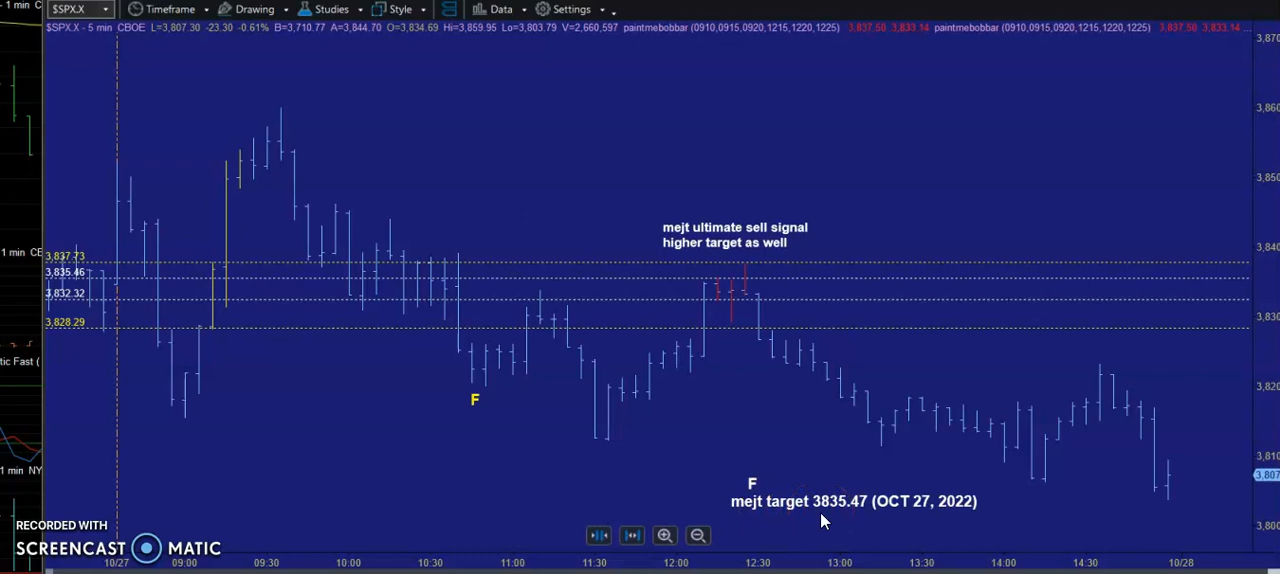 1 min C
$SPX.X
Timeframe
Drawing
Studies
Style
Data
Settings
$SPX.X - 5 min CBOE L=3,807.30 -23.30 -0.61% B=3,710.77 A=3,844.70 O=3,834.69 Hi=3,859.95 Lo=3,803.79 V=2,660,597 paintmebobbar (0910,0915,0920,1215,1220,1225) 3,837.50 3,833.14 paintmebobbar (0910,0915,0920,1215,1220,1225) 3,837.50 3,833.14 ...
3,870
3,860
3,850
mejt ultimate sell signal
higher target as well
3,840
1 min CE
3,837.73
3,835.46
3,832.32
3,830
3,828.29
tic Fast (
3,820
F
3,810
1 min NY
3,807
F
mejt target 3835.47 (OCT 27, 2022)
3,800
RECORDED WITH
SCREENCAST MATIC
10/27 09:00 09:30 10:00 10:30 11:00 11:30 12:00 12:30 13:00 13:30 14:00 14:30 10/28